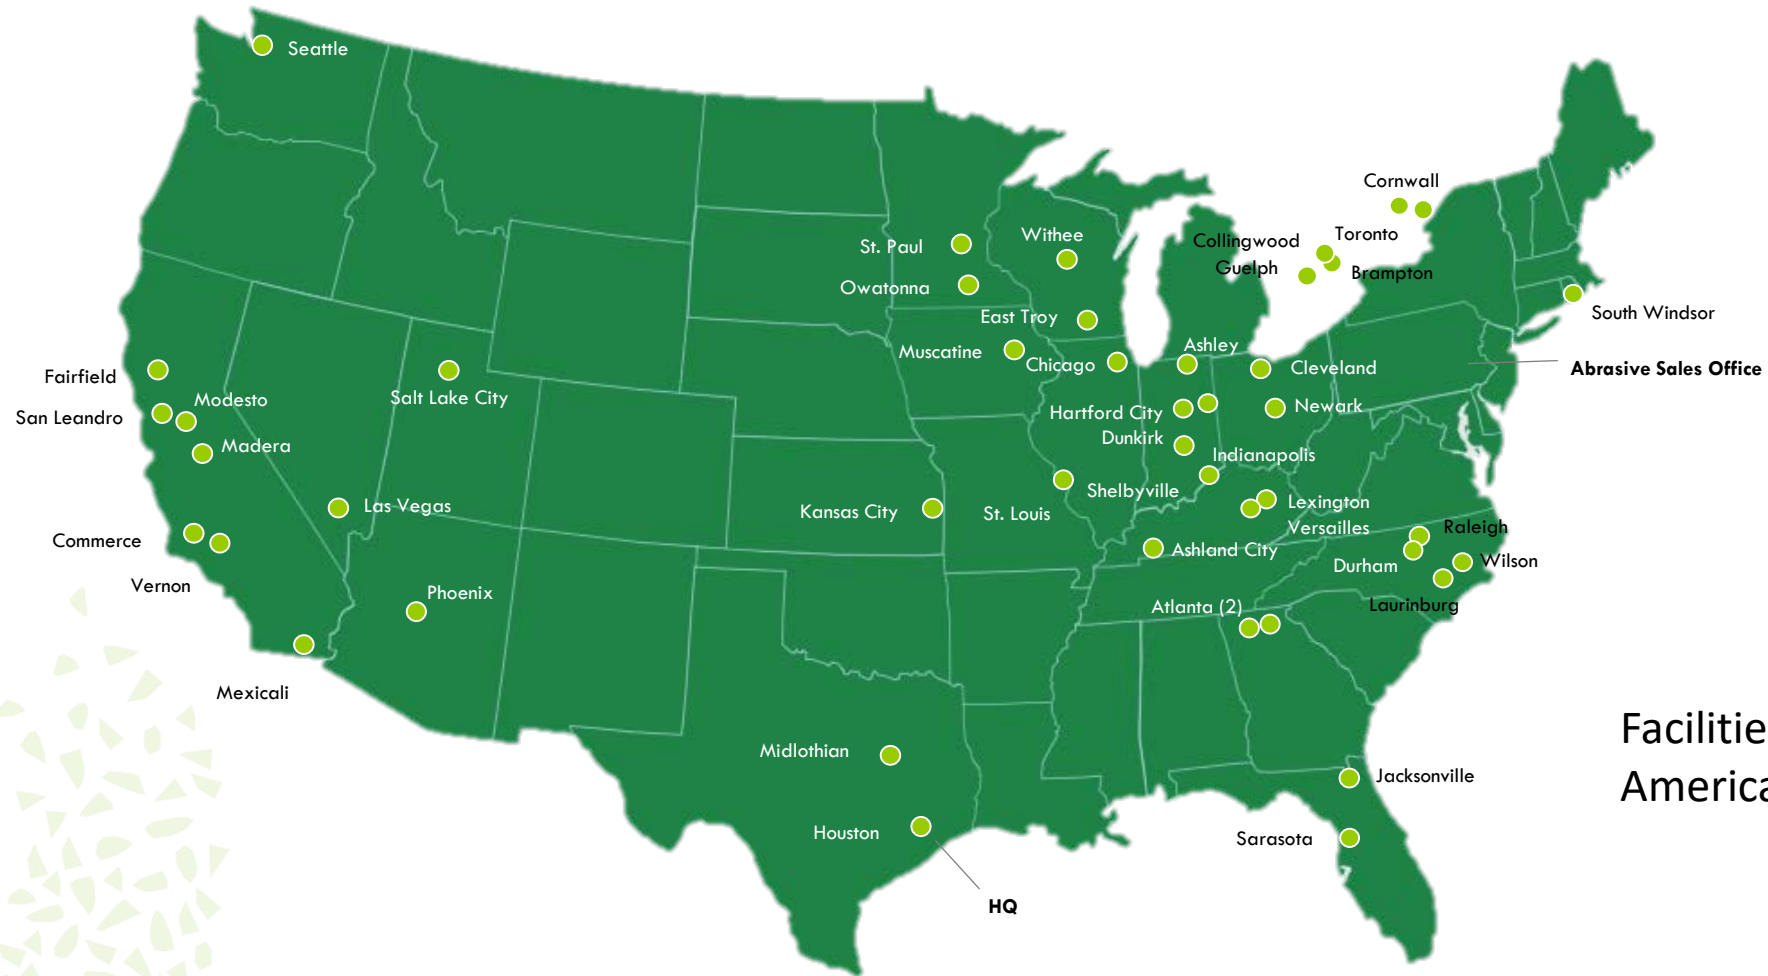 Seattle
Cornwall
Toronto
Collingwood
Guelph
Brampton
Withee
St. Paul
Owatonna
East Troy
South Windsor
Muscatine
Chicago
Ashley
Cleveland
Abrasive Sales Office
Fairfield
Modesto
Salt Lake City
San Leandro
Hartford City
Newark
Dunkirk
Madera
Indianapolis
Shelbyville
Las Vegas
Kansas City
St. Louis
Lexington
Versailles
Raleigh
Commerce
Ashland City
Durham
Wilson
Vernon
Phoenix
Atlanta (2)
Laurinburg
Mexicali
Facilitie
America
Midlothian
Jacksonville
Houston
Sarasota
HQ